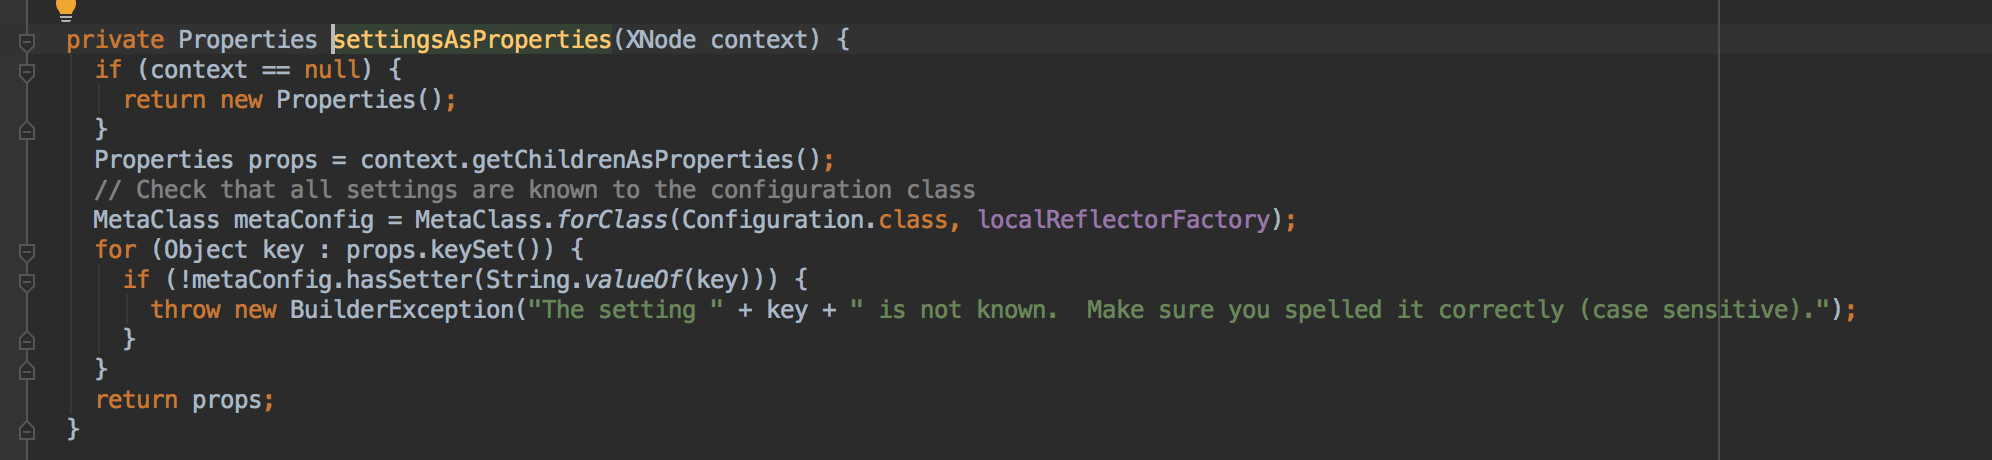 private Properties settingsAsProperties(XNode context) {
  if (context == null) {
    return new Properties();
  }
  Properties props = context.getChildrenAsProperties();
  // Check that all settings are known to the configuration class
  MetaClass metaConfig = MetaClass.forClass(Configuration.class, localReflectorFactory);
  for (Object key : props.keySet()) {
    if (!metaConfig.hasSetter(String.valueOf(key))) {
      throw new BuilderException("The setting " + key + " is not known.  Make sure you spelled it correctly (case sensitive).");
    }
  }
  return props;
}